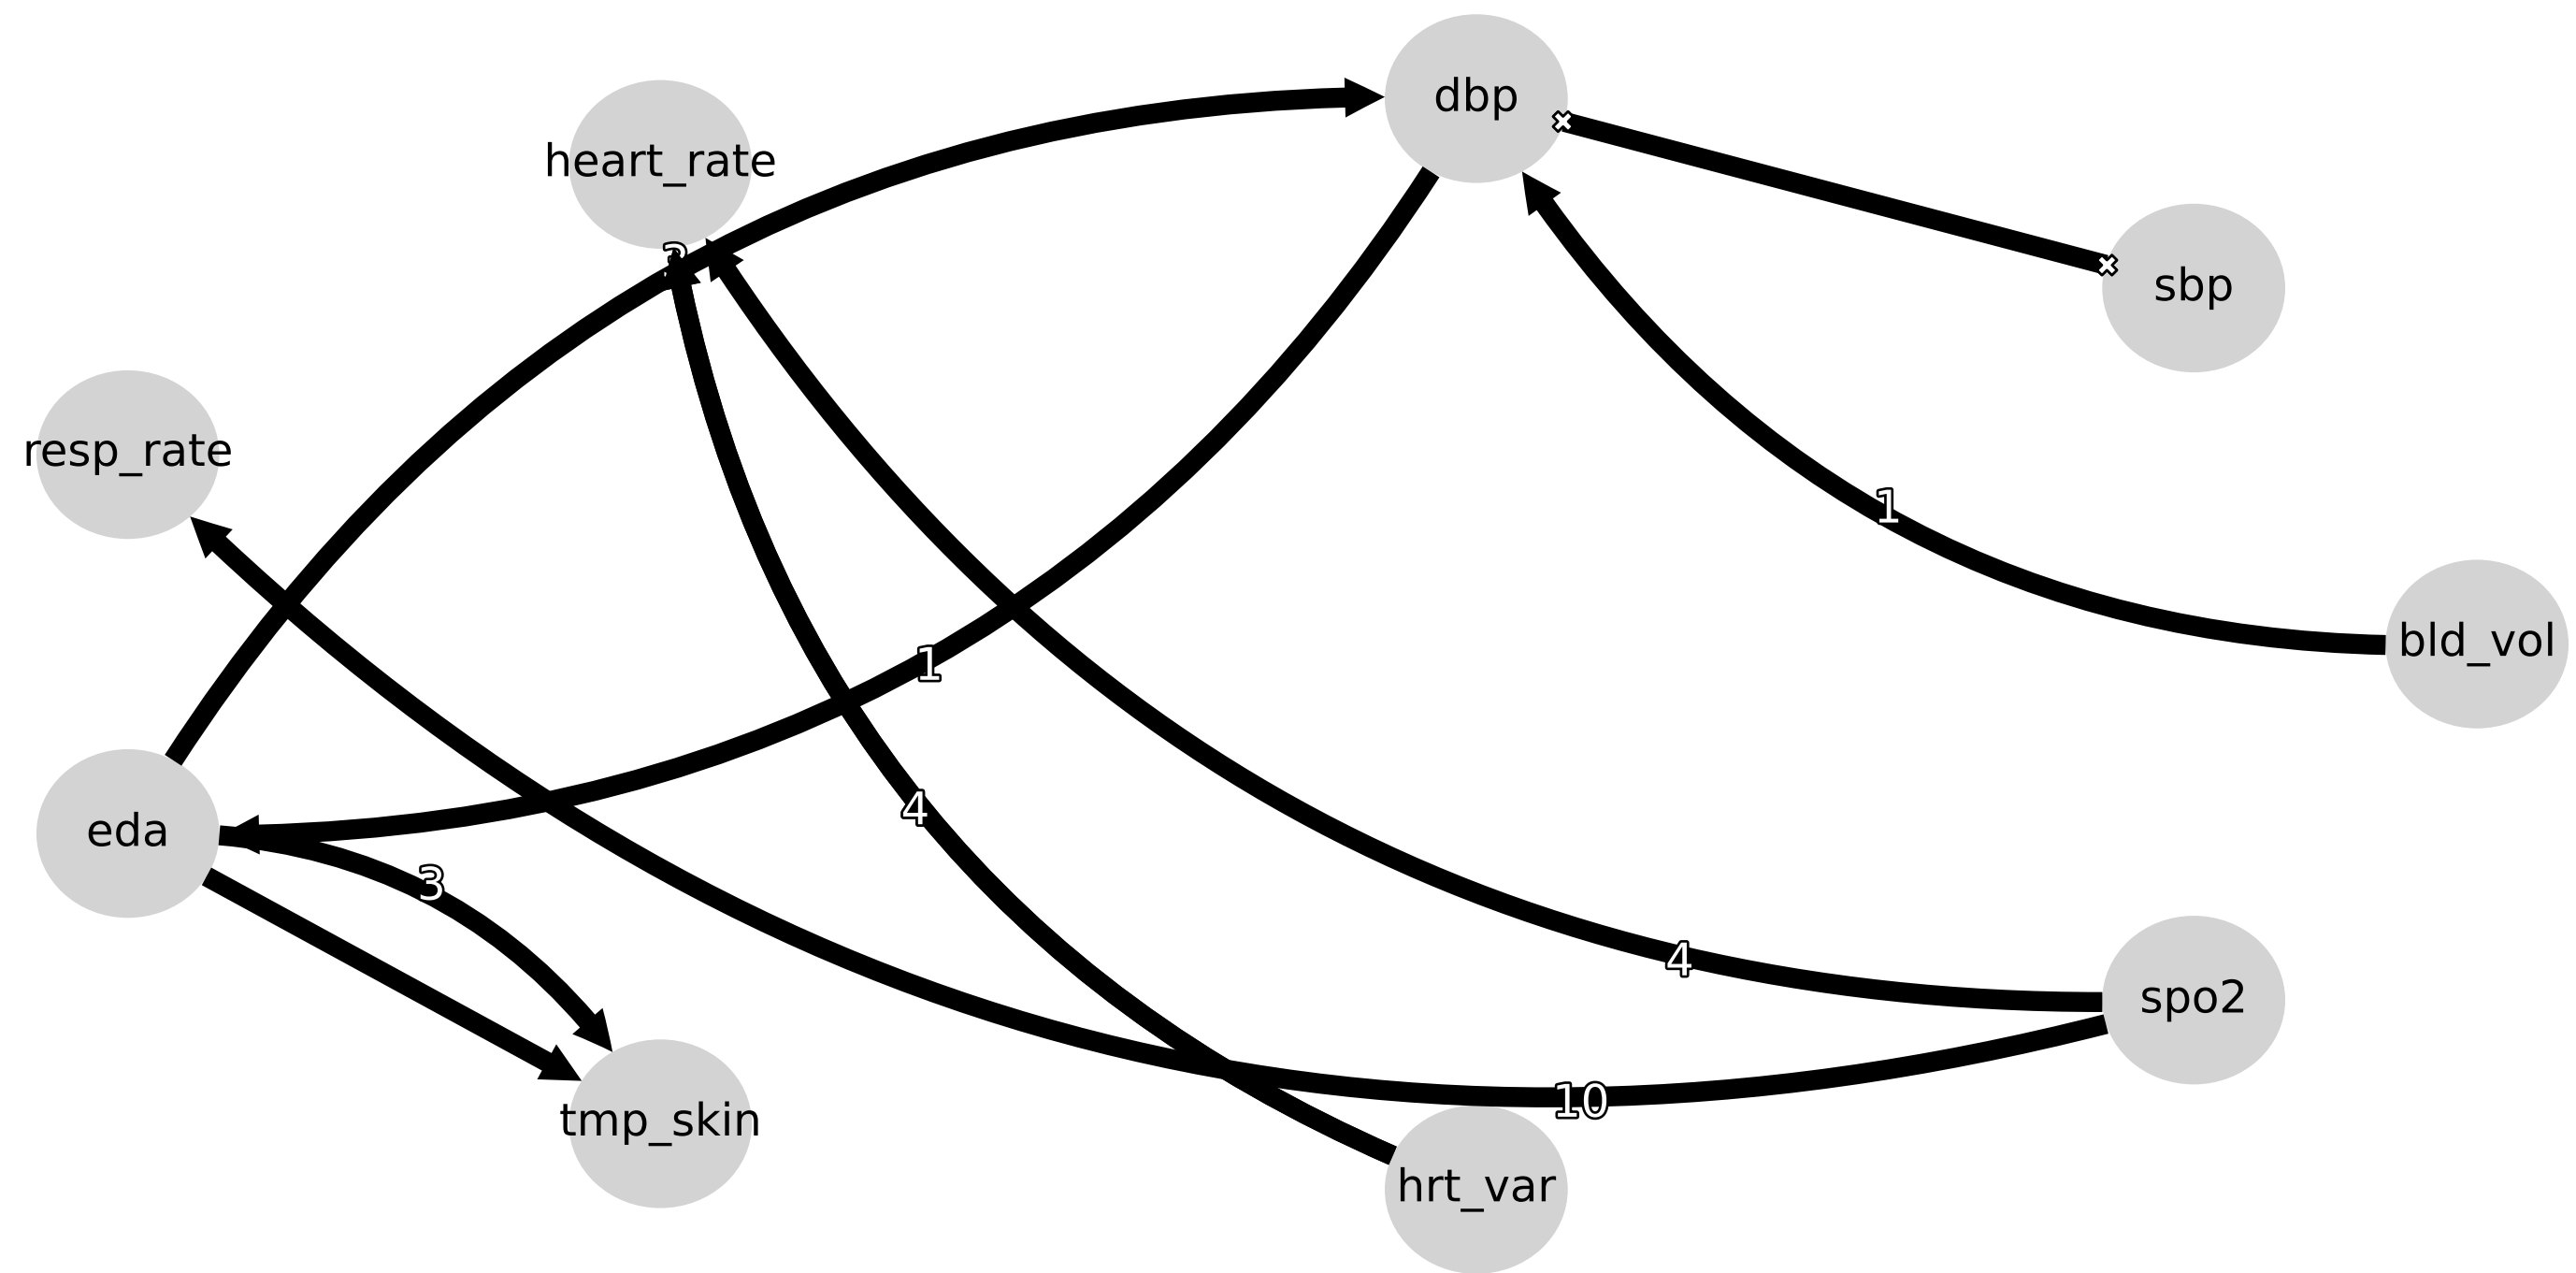 dbp
heart_rate
sbp
resp_rate
1
bld_vol
1
4
eda
3
4
spo2
10
tmp_skin
hrt_var